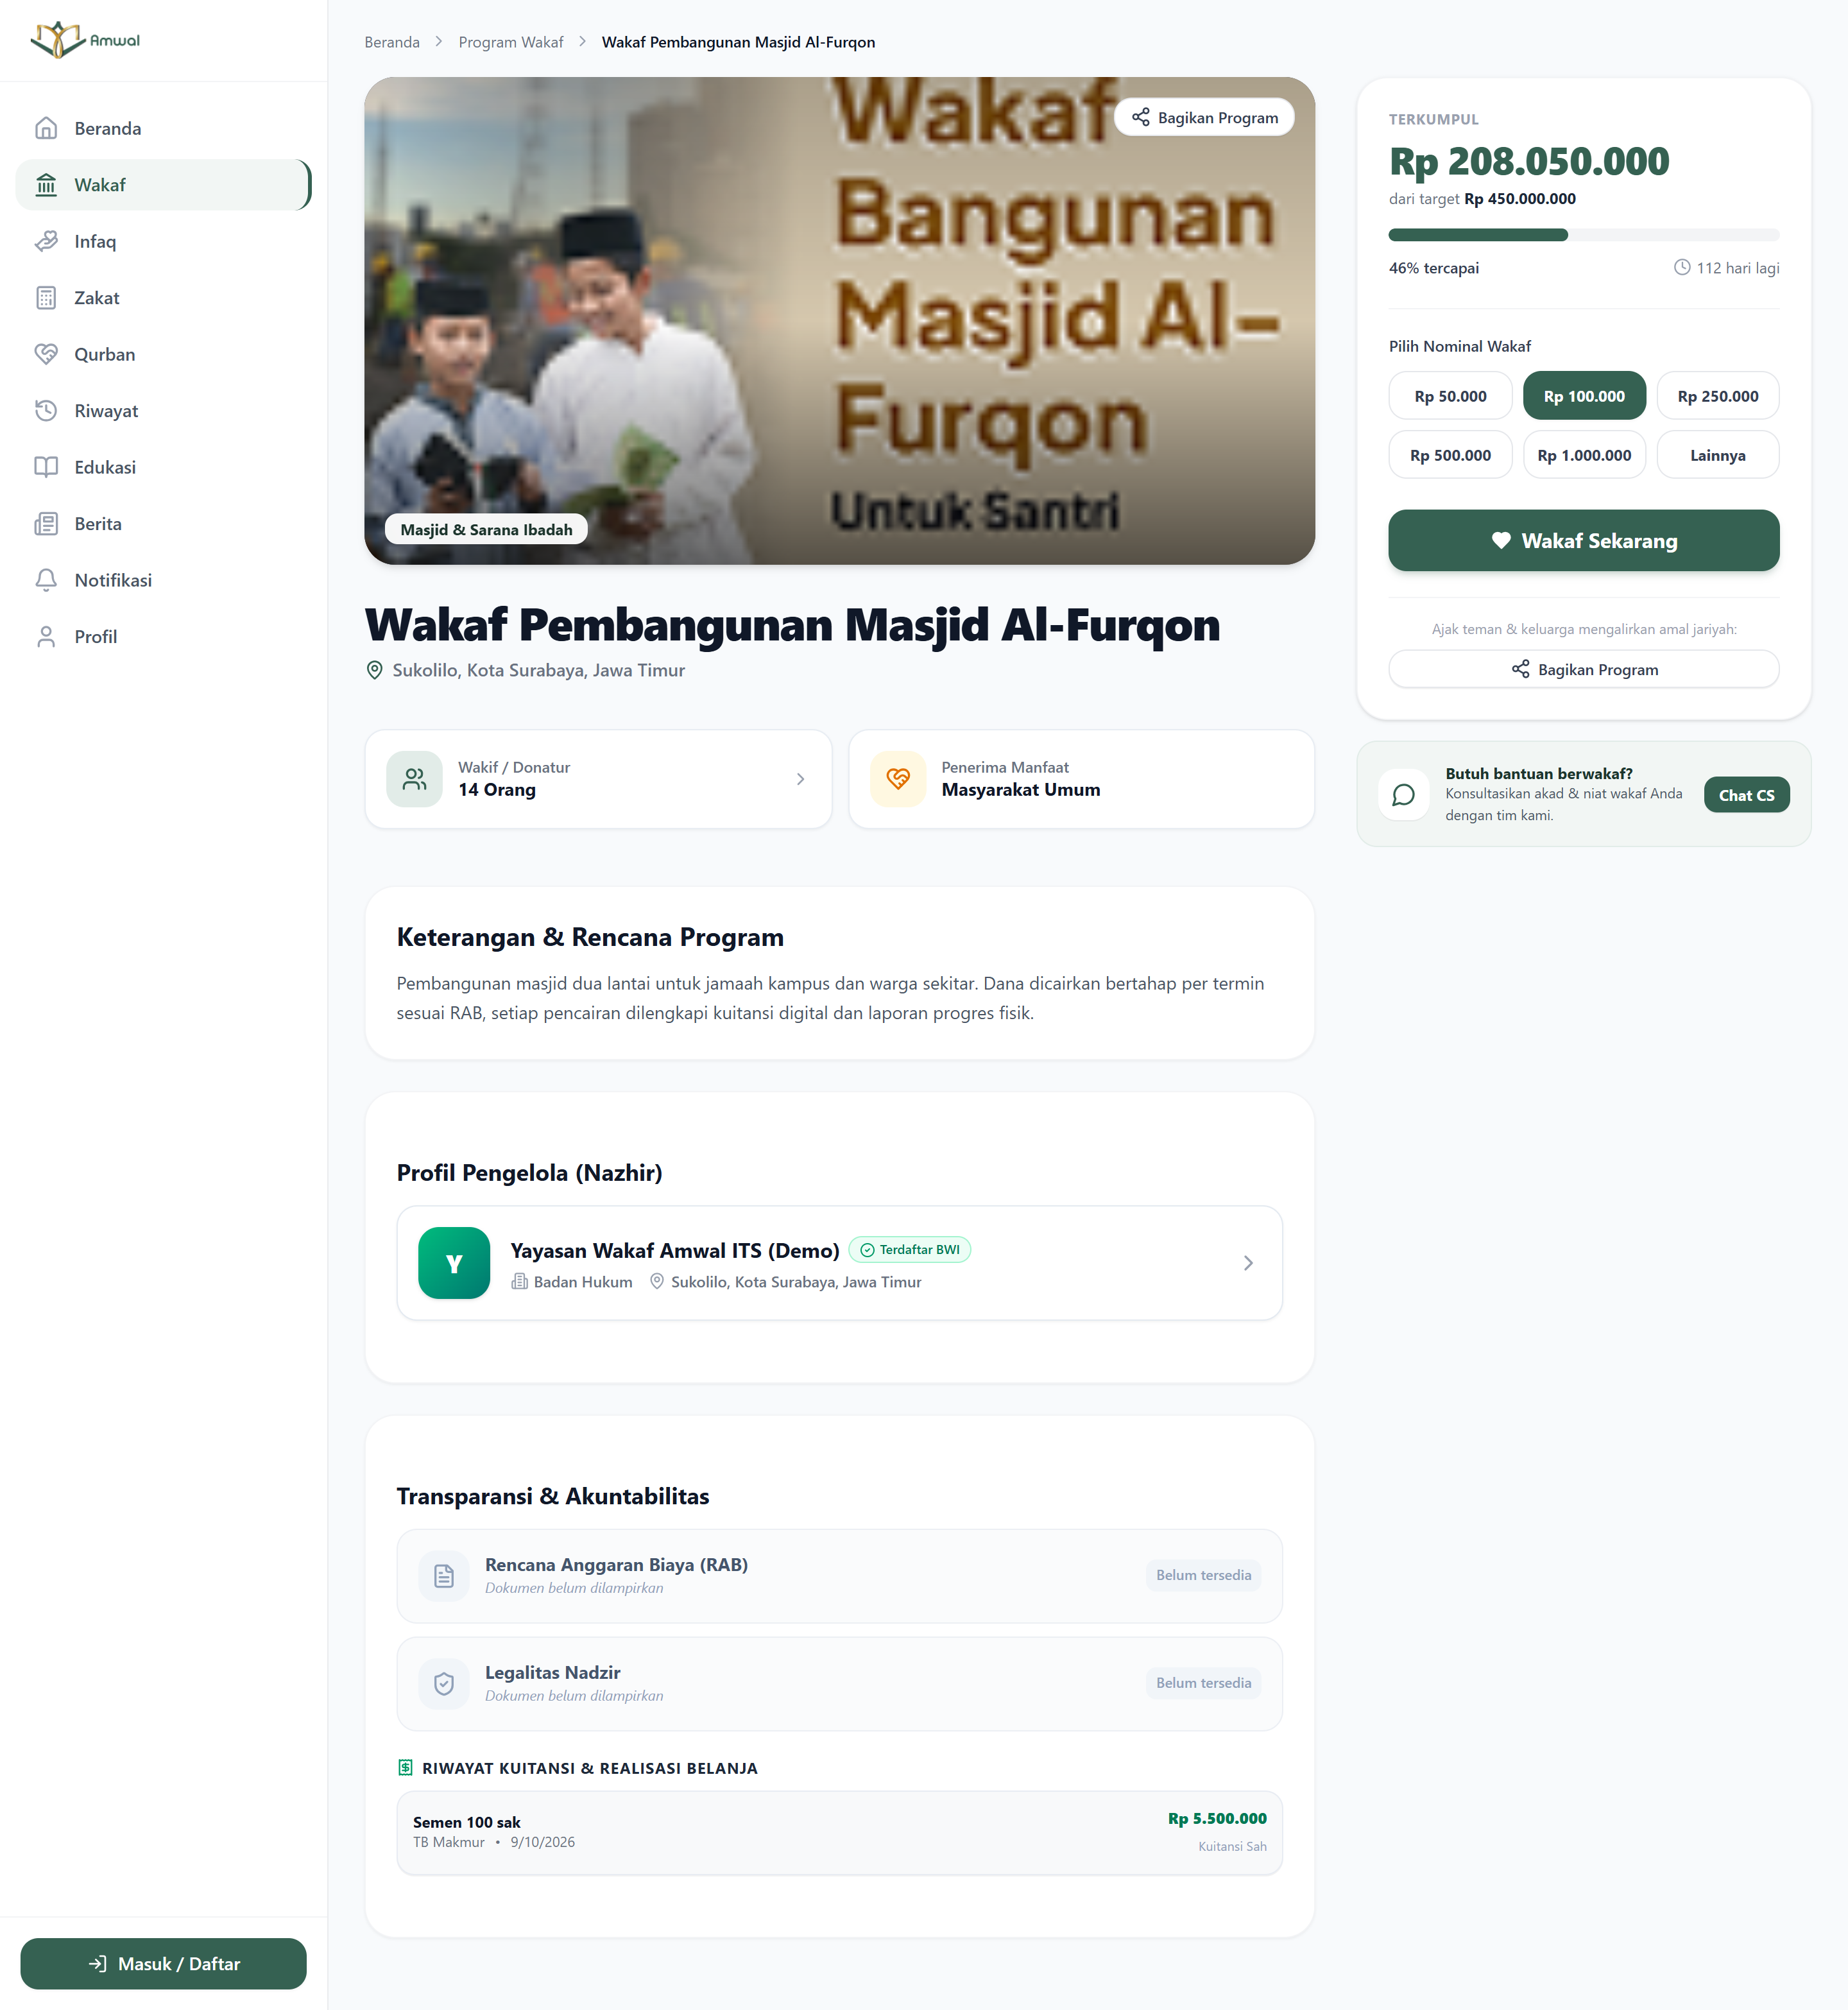 Amwal
Beranda
Wakaf
Infaq
Zakat
Qurban
Riwayat
Edukasi
Berita
Notifikasi
Profil
Masuk / Daftar
Beranda > Program Wakaf > Wakaf Pembangunan Masjid Al-Furqon
Wakaf
Bangunan
Masjid Al-
Furqon
Untuk Santri
Bagikan Program
Masjid & Sarana Ibadah
Wakaf Pembangunan Masjid Al-Furqon
Sukolilo, Kota Surabaya, Jawa Timur
Wakif / Donatur
14 Orang
Penerima Manfaat
Masyarakat Umum
Keterangan & Rencana Program
Pembangunan masjid dua lantai untuk jamaah kampus dan warga sekitar. Dana dicairkan bertahap per termin
sesuai RAB, setiap pencairan dilengkapi kuitansi digital dan laporan progres fisik.
Profil Pengelola (Nazhir)
Y
Yayasan Wakaf Amwal ITS (Demo) Terdaftar BWI
Badan Hukum Sukolilo, Kota Surabaya, Jawa Timur
Transparansi & Akuntabilitas
Rencana Anggaran Biaya (RAB)
Dokumen belum dilampirkan
Belum tersedia
Legalitas Nadzir
Dokumen belum dilampirkan
Belum tersedia
RIWAYAT KUITANSI & REALISASI BELANJA
Semen 100 sak
TB Makmur • 9/10/2026
Rp 5.500.000
Kuitansi Sah
TERKUMPUL
Rp 208.050.000
dari target Rp 450.000.000
46% tercapai
112 hari lagi
Pilih Nominal Wakaf
Rp 50.000 Rp 100.000 Rp 250.000
Rp 500.000 Rp 1.000.000 Lainnya
Wakaf Sekarang
Ajak teman & keluarga mengalirkan amal jariyah:
Bagikan Program
Butuh bantuan berwakaf?
Konsultasikan akad & niat wakaf Anda
dengan tim kami.
Chat CS